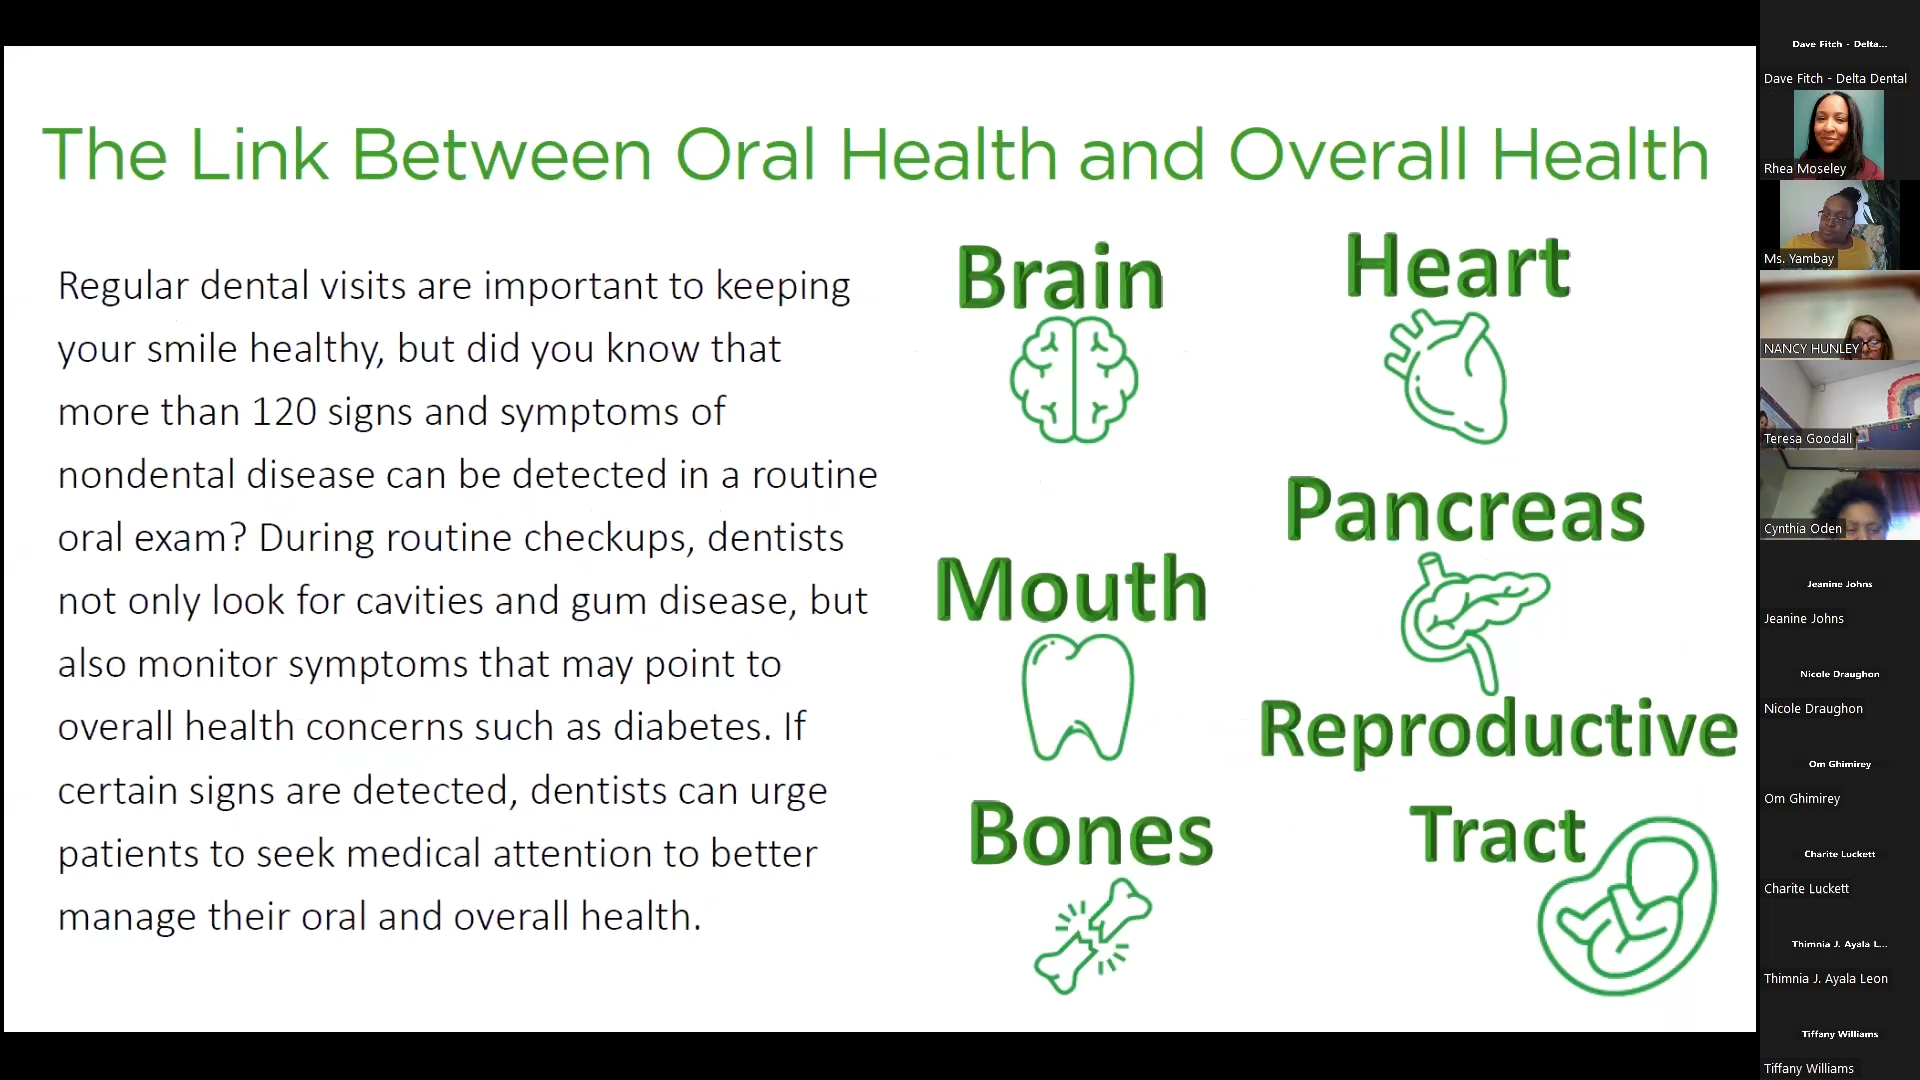 The Link Between Oral Health and Overall Health
Regular dental visits are important to keeping
your smile healthy, but did you know that
more than 120 signs and symptoms of
nondental disease can be detected in a routine
oral exam? During routine checkups, dentists
not only look for cavities and gum disease, but
also monitor symptoms that may point to
overall health concerns such as diabetes. If
certain signs are detected, dentists can urge
patients to seek medical attention to better
manage their oral and overall health.
Brain
Heart
Pancreas
Mouth
Reproductive
Tract
Bones
Dave Fitch - Delta...
Dave Fitch - Delta Dental
Rhea Moseley
Ms. Yambay
NANCY HUNLEY
Teresa Goodall
Cynthia Oden
Jeanine Johns
Jeanine Johns
Nicole Draughon
Nicole Draughon
Om Ghimirey
Om Ghimirey
Charite Luckett
Charite Luckett
Thimnia J. Ayala L...
Thimnia J. Ayala Leon
Tiffany Williams
Tiffany Williams